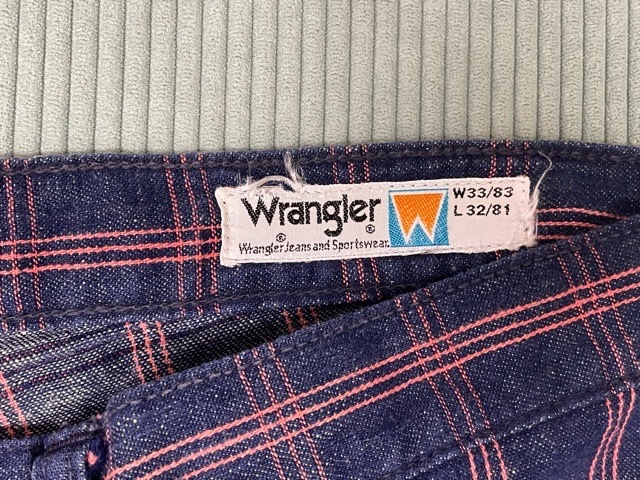 Wrangler
®
®
Wrangler Jeans and Sportswear.
W
W33/83
L 32/81